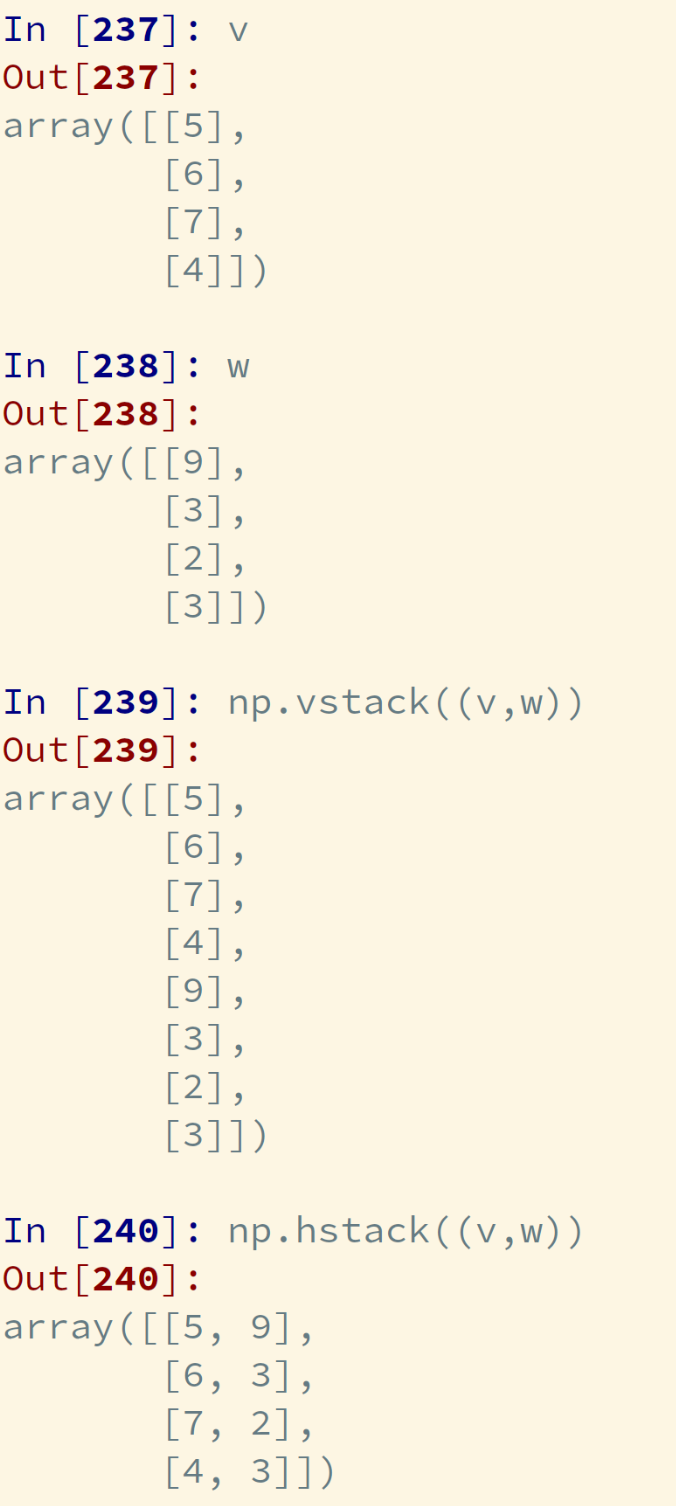 In [237]: v
Out[237]:
array([[5],
       [6],
       [7],
       [4]])

In [238]: w
Out[238]:
array([[9],
       [3],
       [2],
       [3]])

In [239]: np.vstack((v,w))
Out[239]:
array([[5],
       [6],
       [7],
       [4],
       [9],
       [3],
       [2],
       [3]])

In [240]: np.hstack((v,w))
Out[240]:
array([[5, 9],
       [6, 3],
       [7, 2],
       [4, 3]])